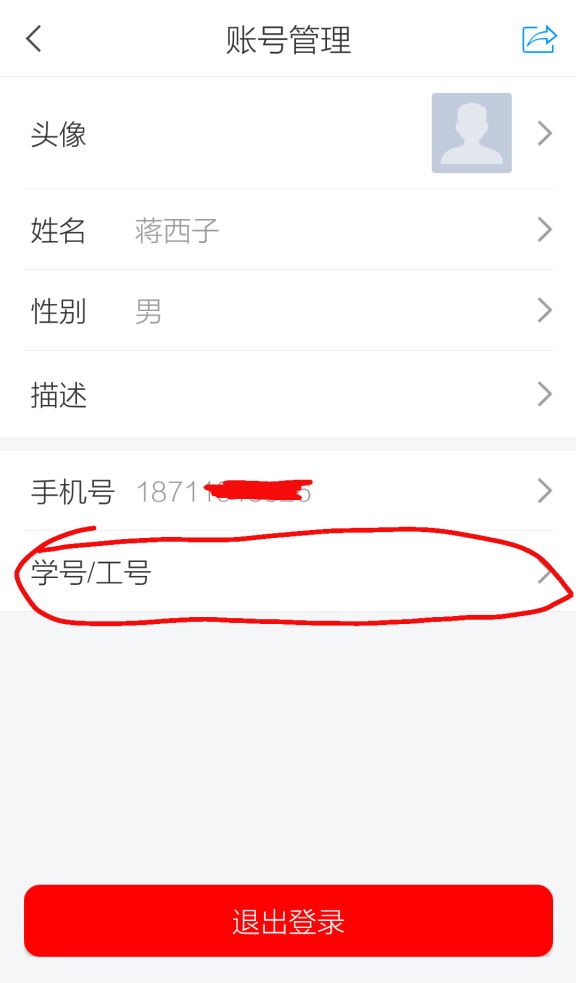 账号管理
头像
姓名 蒋西子
性别 男
描述
手机号 1871
学号/工号
退出登录